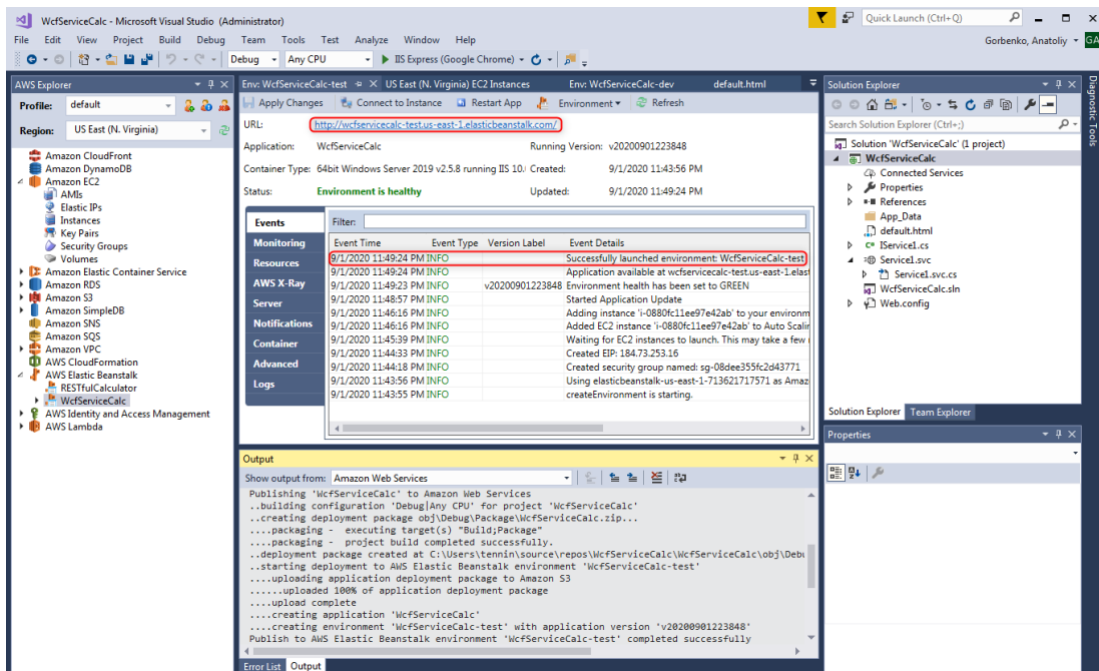 WcfServiceCalc - Microsoft Visual Studio (Administrator)
Quick Launch (Ctrl+Q)
File Edit View Project Build Debug Team Tools Test Analyze Window Help
Gorbenko, Anatoliy GA
Debug Any CPU IIS Express (Google Chrome)
AWS Explorer
Profile: default
Region: US East (N. Virginia)
Amazon CloudFront
Amazon DynamoDB
Amazon EC2
AMIs
Elastic IPs
Instances
Key Pairs
Security Groups
Volumes
Amazon Elastic Container Service
Amazon RDS
Amazon S3
Amazon SimpleDB
Amazon SNS
Amazon SQS
Amazon VPC
AWS CloudFormation
AWS Elastic Beanstalk
RESTfulCalculator
WcfServiceCalc
AWS Identity and Access Management
AWS Lambda
Env: WcfServiceCalc-test US East (N. Virginia) EC2 Instances Env: WcfServiceCalc-dev default.html
Apply Changes Connect to Instance Restart App Environment Refresh
URL: http://wcfservicecalc-test.us-east-1.elasticbeanstalk.com/
Application: WcfServiceCalc Running Version: v20200901223848
Container Type: 64bit Windows Server 2019 v2.5.8 running IIS 10.( Created: 9/1/2020 11:43:56 PM
Status: Environment is healthy Updated: 9/1/2020 11:49:24 PM
Events
Monitoring
Resources
AWS X-Ray
Server
Notifications
Container
Advanced
Logs
Filter:
Event Time Event Type Version Label Event Details
9/1/2020 11:49:24 PM INFO Successfully launched environment: WcfServiceCalc-test
9/1/2020 11:49:24 PM INFO Application available at wcfservicecalc-test.us-east-1.elast
9/1/2020 11:49:23 PM INFO v20200901223848 Environment health has been set to GREEN
9/1/2020 11:48:57 PM INFO Started Application Update
9/1/2020 11:46:16 PM INFO Adding instance 'i-0880fc11ee97e42ab' to your environm
9/1/2020 11:46:16 PM INFO Added EC2 instance 'i-0880fc11ee97e42ab' to Auto Scalin
9/1/2020 11:45:39 PM INFO Waiting for EC2 instances to launch. This may take a few
9/1/2020 11:44:33 PM INFO Created EIP: 184.73.253.16
9/1/2020 11:44:18 PM INFO Created security group named: sg-08dee355fc2d43771
9/1/2020 11:43:56 PM INFO Using elasticbeanstalk-us-east-1-713621717571 as Amaz
9/1/2020 11:43:55 PM INFO createEnvironment is starting.
Output
Show output from: Amazon Web Services
Publishing 'WcfServiceCalc' to Amazon Web Services
..building configuration 'Debug|Any CPU' for project 'WcfServiceCalc'
..creating deployment package obj\Debug\Package\WcfServiceCalc.zip...
....packaging - executing target(s) "Build;Package"
....packaging - project build completed successfully.
..deployment package created at C:\Users\tennin\source\repos\WcfServiceCalc\WcfServiceCalc\obj\Debu
..starting deployment to AWS Elastic Beanstalk environment 'WcfServiceCalc-test'
....uploading application deployment package to Amazon S3
......uploaded 100% of application deployment package
....upload complete
....creating application 'WcfServiceCalc'
....creating environment 'WcfServiceCalc-test' with application version 'v20200901223848'
Publish to AWS Elastic Beanstalk environment 'WcfServiceCalc-test' completed successfully
Error List Output
Solution Explorer
Search Solution Explorer (Ctrl+;)
Solution 'WcfServiceCalc' (1 project)
WcfServiceCalc
Connected Services
Properties
References
App_Data
default.html
IService1.cs
Service1.svc
Service1.svc.cs
WcfServiceCalc.sln
Web.config
Solution Explorer Team Explorer
Properties
Diagnostic Tools